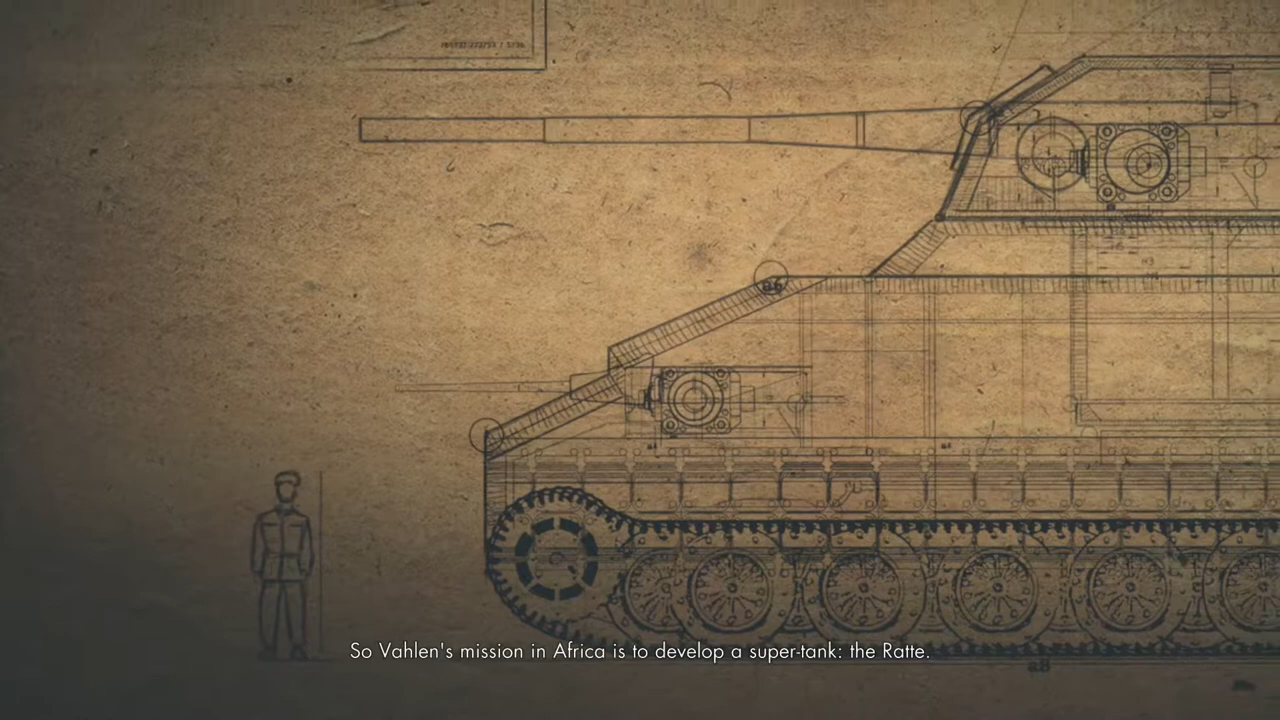 So Vahlen's mission in Africa is to develop a super-tank: the Ratte.